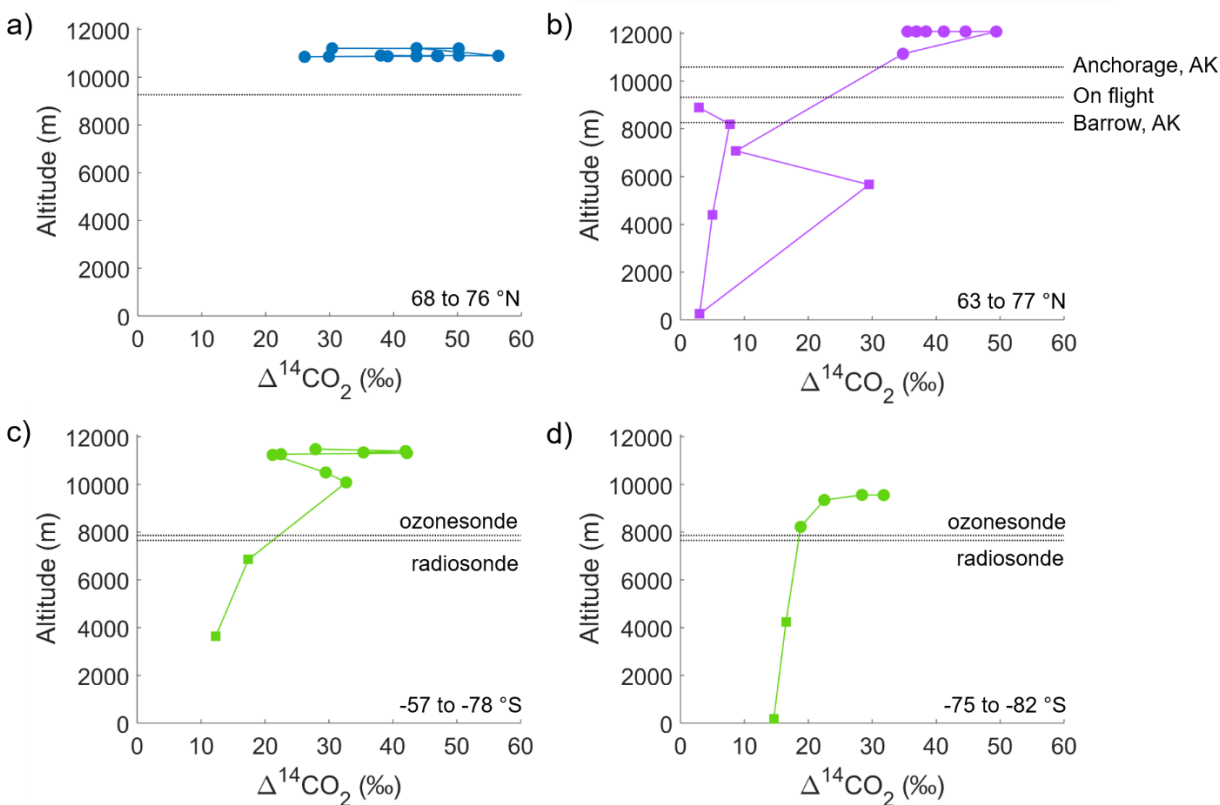 a)
12000
10000
8000
6000
4000
2000
0
Altitude (m)
68 to 76 °N
0 10 20 30 40 50 60
Δ14CO2 (‰)
b)
12000
10000
8000
6000
4000
2000
0
Altitude (m)
Anchorage, AK
On flight
Barrow, AK
63 to 77 °N
0 10 20 30 40 50 60
Δ14CO2 (‰)
c)
12000
10000
8000
6000
4000
2000
0
Altitude (m)
ozonesonde
radiosonde
-57 to -78 °S
0 10 20 30 40 50 60
Δ14CO2 (‰)
d)
12000
10000
8000
6000
4000
2000
0
Altitude (m)
ozonesonde
radiosonde
-75 to -82 °S
0 10 20 30 40 50 60
Δ14CO2 (‰)